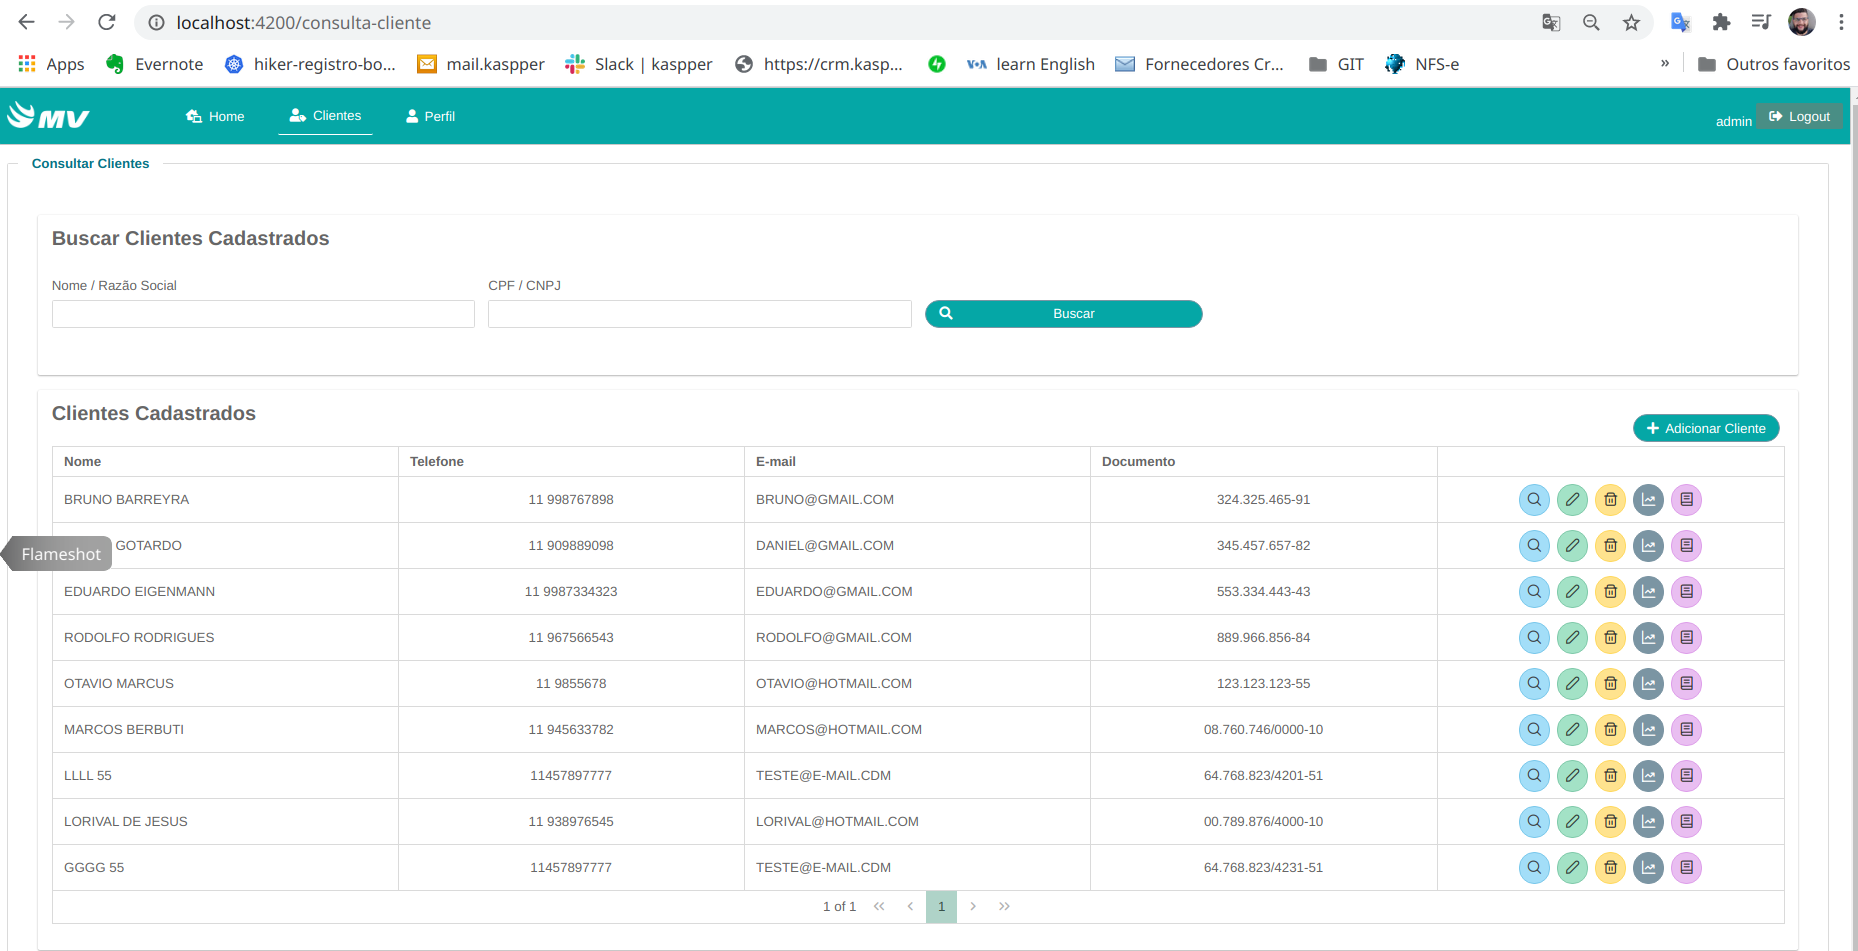 localhost:4200/consulta-cliente
Apps Evernote hiker-registro-bo... mail.kaspper Slack | kaspper https://crm.kasp... VOA learn English Fornecedores Cr... GIT NFS-e » Outros favoritos
MV Home Clientes Perfil admin Logout
Consultar Clientes
Buscar Clientes Cadastrados
Nome / Razão Social CPF / CNPJ
Buscar
Clientes Cadastrados
Adicionar Cliente
Nome Telefone E-mail Documento
BRUNO BARREYRA 11 998767898 BRUNO@GMAIL.COM 324.325.465-91
GOTARDO 11 909889098 DANIEL@GMAIL.COM 345.457.657-82
Flameshot
EDUARDO EIGENMANN 11 9987334323 EDUARDO@GMAIL.COM 553.334.443-43
RODOLFO RODRIGUES 11 967566543 RODOLFO@GMAIL.COM 889.966.856-84
OTAVIO MARCUS 11 9855678 OTAVIO@HOTMAIL.COM 123.123.123-55
MARCOS BERBUTI 11 945633782 MARCOS@HOTMAIL.COM 08.760.746/0000-10
LLLL 55 11457897777 TESTE@E-MAIL.CDM 64.768.823/4201-51
LORIVAL DE JESUS 11 938976545 LORIVAL@HOTMAIL.COM 00.789.876/4000-10
GGGG 55 11457897777 TESTE@E-MAIL.CDM 64.768.823/4231-51
1 of 1 « ‹ 1 › »